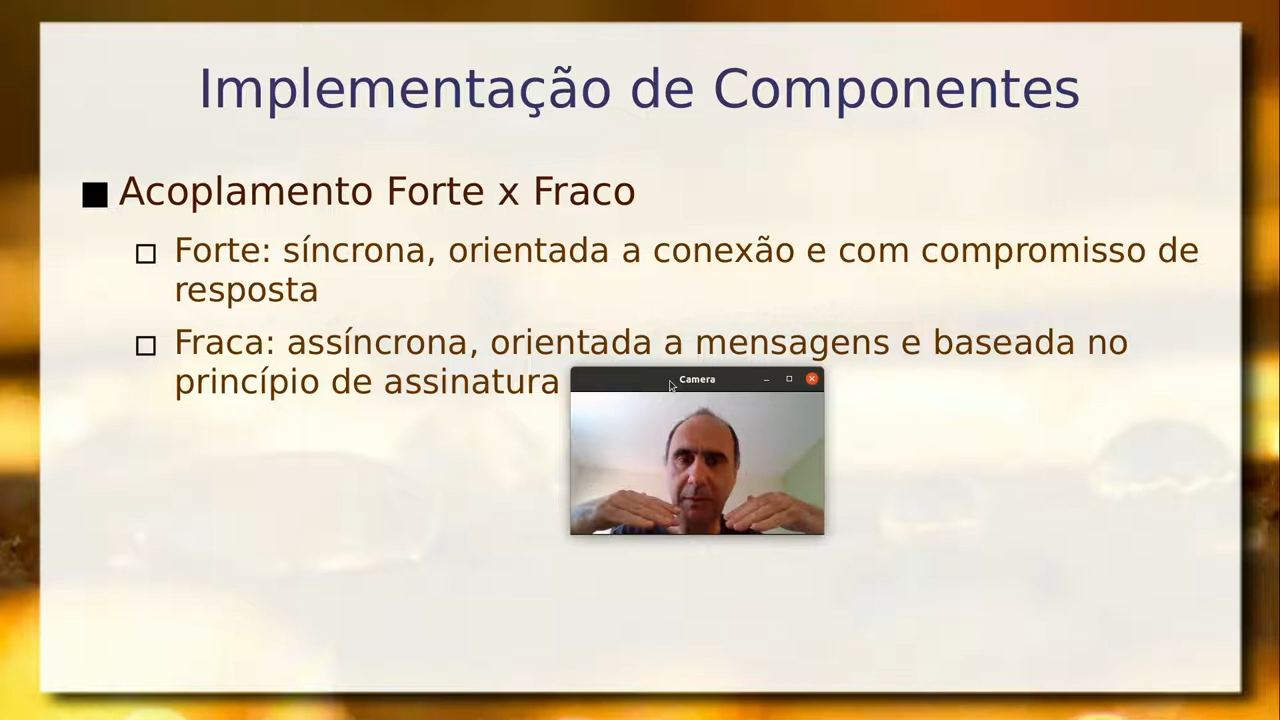 Implementação de Componentes
Acoplamento Forte x Fraco
Forte: síncrona, orientada a conexão e com compromisso de
resposta
Fraca: assíncrona, orientada a mensagens e baseada no
princípio de assinatura
Camera